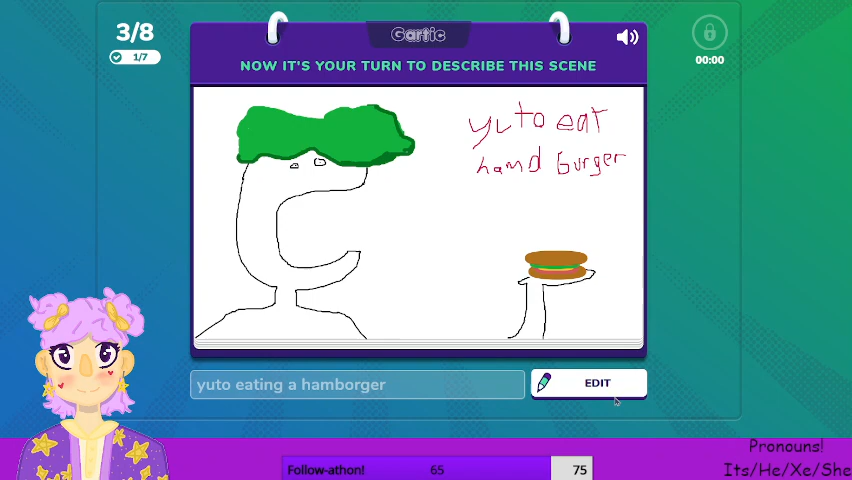 3/8
1/7
Gartic
00:00
NOW IT'S YOUR TURN TO DESCRIBE THIS SCENE
yuto eat
hamd burger
yuto eating a hamborger
EDIT
Pronouns!
Its/He/Xe/She
Follow-athon! 65 75